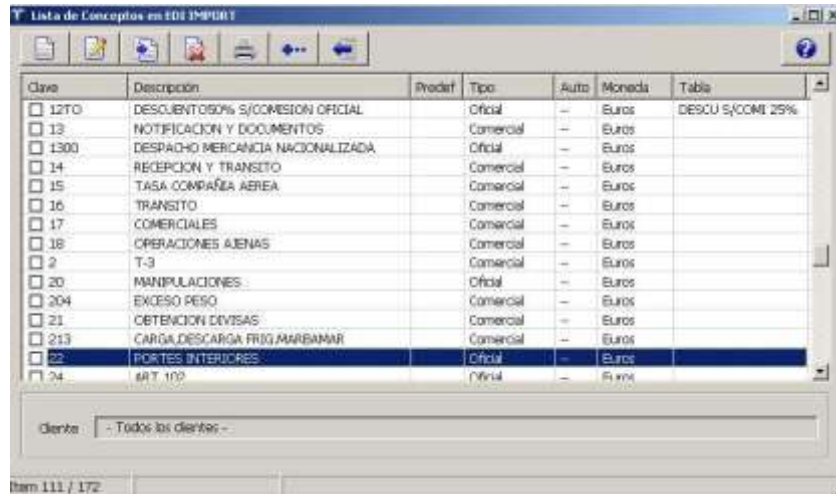 Lista de Conceptos en EDI IMPORT
Clave Descripción Predef Tipo Auto Moneda Tabla
12TO DESCUENTO50% S/COMISION OFICIAL Oficial -- Euros DESCU S/COMI 25%
13 NOTIFICACION Y DOCUMENTOS Comercial -- Euros
1300 DESPACHO MERCANCIA NACIONALIZADA Oficial -- Euros
14 RECEPCION Y TRANSITO Comercial -- Euros
15 TASA COMPAÑIA AEREA Comercial -- Euros
16 TRANSITO Comercial -- Euros
17 COMERCIALES Comercial -- Euros
18 OPERACIONES AJENAS Comercial -- Euros
2 T-3 Comercial -- Euros
20 MANIPULACIONES Oficial -- Euros
204 EXCESO PESO Comercial -- Euros
21 OBTENCION DIVISAS Comercial -- Euros
213 CARGA,DESCARGA FRIG.MARBAMAR Comercial -- Euros
22 PORTES INTERIORES Oficial -- Euros
24 ART. 102 Oficial -- Euros
Cliente - Todos los clientes -
Item 111 / 172